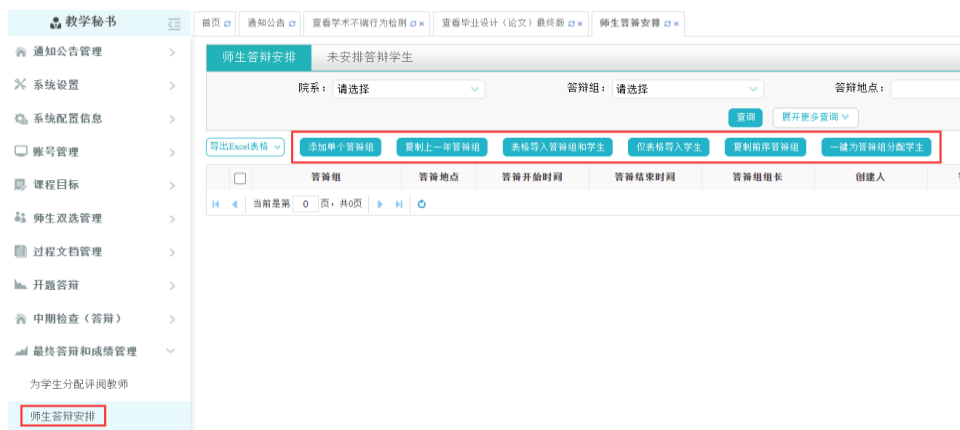 教学秘书
首页 通知公告 查看学术不端行为检测 查看毕业设计（论文）最终版 师生答辩安排
通知公告管理
系统设置
系统配置信息
账号管理
课程目标
师生双选管理
过程文档管理
开题答辩
中期检查（答辩）
最终答辩和成绩管理
为学生分配评阅教师
师生答辩安排
师生答辩安排 未安排答辩学生
院系： 请选择 答辩组： 请选择 答辩地点：
查询 展开更多查询
导出Excel表格 添加单个答辩组 复制上一年答辩组 表格导入答辩组和学生 仅表格导入学生 复制前序答辩组 一键为答辩组分配学生
答辩组 答辩地点 答辩开始时间 答辩结束时间 答辩组组长 创建人
当前是第 0 页，共0页